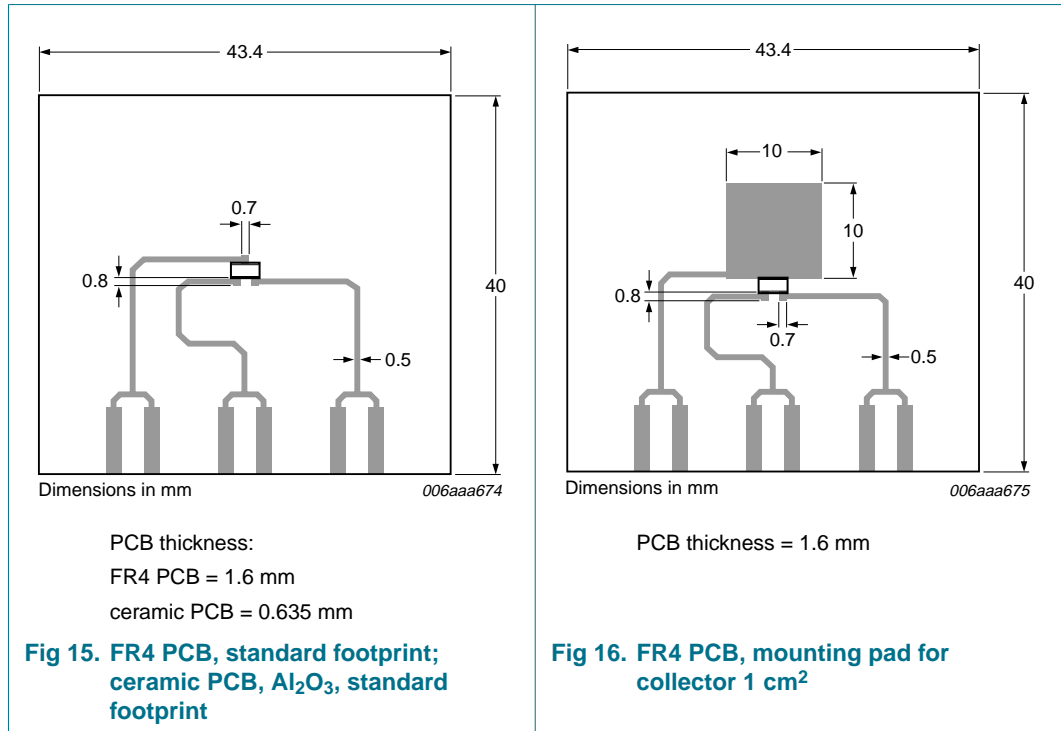 43.4
0.7
0.8
40
0.5
Dimensions in mm
006aaa674
PCB thickness:
FR4 PCB = 1.6 mm
ceramic PCB = 0.635 mm
Fig 15. FR4 PCB, standard footprint;
ceramic PCB, Al₂O₃, standard
footprint
43.4
10
10
40
0.8
0.7
0.5
Dimensions in mm
006aaa675
PCB thickness = 1.6 mm
Fig 16. FR4 PCB, mounting pad for
collector 1 cm²